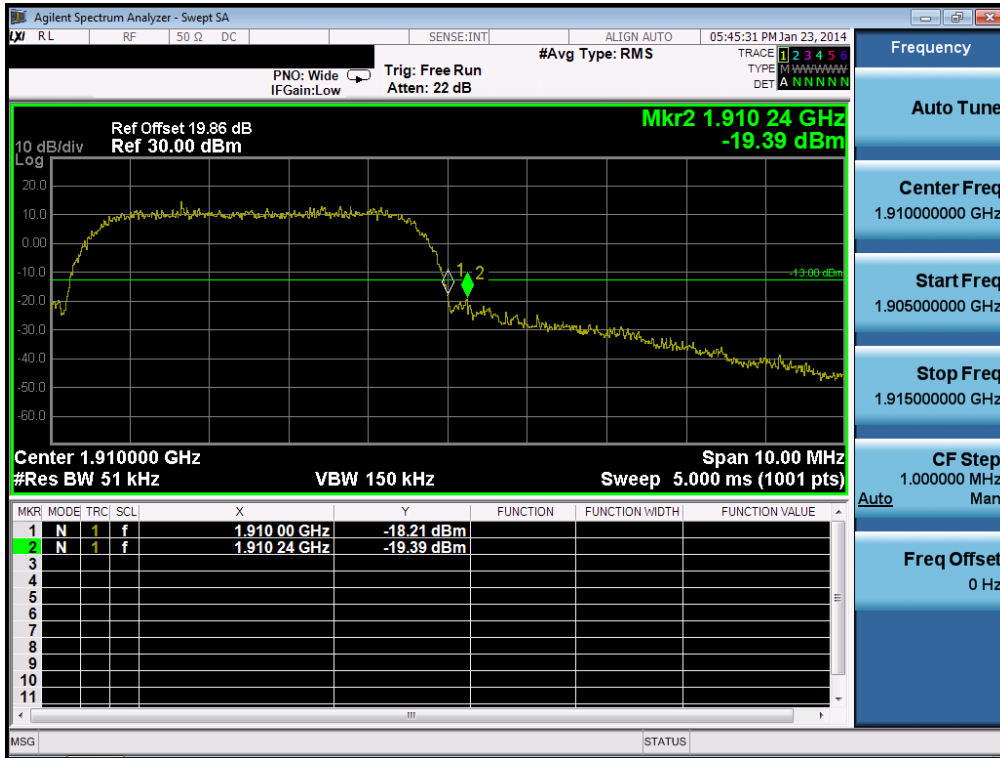 Agilent Spectrum Analyzer - Swept SA
LXI RL RF 50 Ω DC SENSE:INT ALIGN AUTO 05:45:31 PM Jan 23, 2014
Frequency
#Avg Type: RMS
TRACE 1 2 3 4 5 6
PNO: Wide Trig: Free Run
TYPE M WWWWW
IFGain:Low Atten: 22 dB
DET A N N N N N
Auto Tune
Mkr2 1.910 24 GHz
Ref Offset 19.86 dB
10 dB/div Ref 30.00 dBm -19.39 dBm
Log
20.0
10.0
0.00
-10.0
-20.0
-30.0
-40.0
-50.0
-60.0
1 2
-13.00 dBm
Center Freq
1.910000000 GHz
Start Freq
1.905000000 GHz
Stop Freq
1.915000000 GHz
CF Step
1.000000 MHz
Auto Man
Freq Offset
0 Hz
Center 1.910000 GHz Span 10.00 MHz
#Res BW 51 kHz VBW 150 kHz Sweep 5.000 ms (1001 pts)
MKR MODE TRC SCL X Y FUNCTION FUNCTION WIDTH FUNCTION VALUE
1 N 1 f 1.910 00 GHz -18.21 dBm
2 N 1 f 1.910 24 GHz -19.39 dBm
3
4
5
6
7
8
9
10
11
MSG STATUS